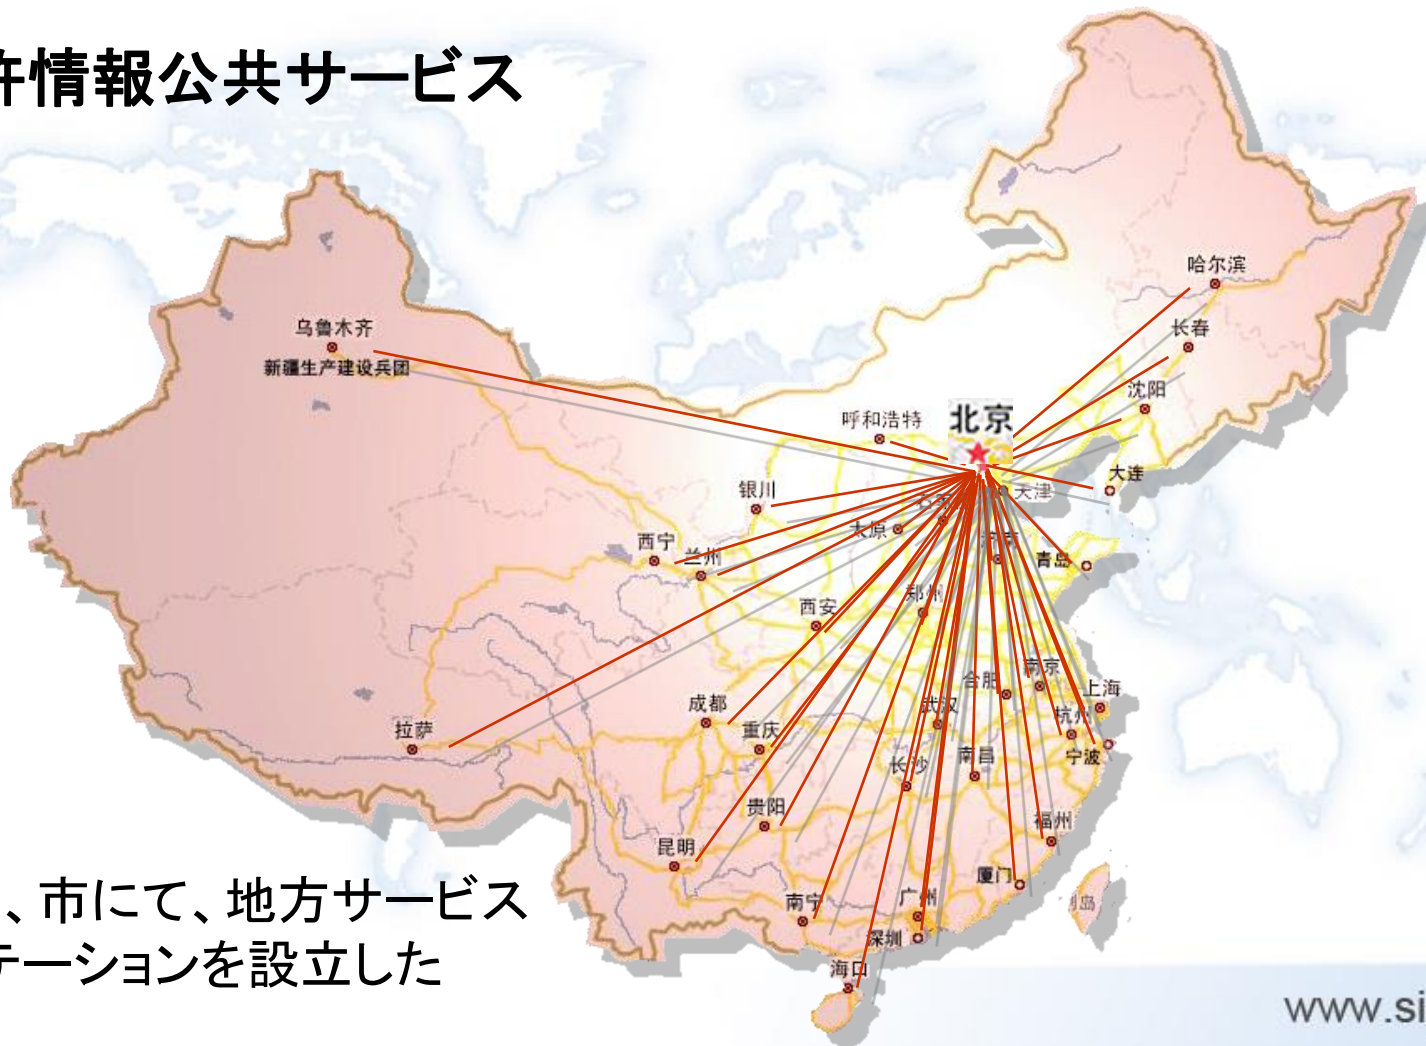 許情報公共サービス
哈尔滨
长春
乌鲁木齐
新疆生产建设兵团
沈阳
北京
呼和浩特
大连
银川
天津
太原
西宁
兰州
济南
青岛
郑州
西安
南京
合肥
上海
成都
武汉
杭州
拉萨
重庆
宁波
南昌
长沙
贵阳
福州
昆明
厦门
、市にて、地方サービス
南宁
广州
深圳
テーションを設立した
海口
www.si